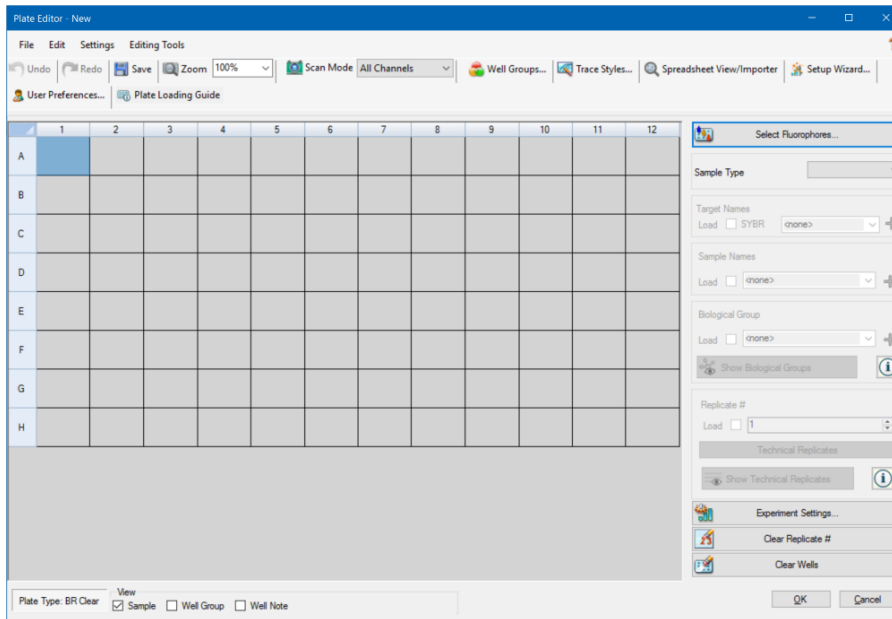 Plate Editor - New
File Edit Settings Editing Tools
Undo Redo Save Zoom 100% Scan Mode All Channels Well Groups... Trace Styles... Spreadsheet View/Importer Setup Wizard...
User Preferences... Plate Loading Guide
1 2 3 4 5 6 7 8 9 10 11 12
Select Fluorophores...
A
Sample Type
B
Target Names
Load SYBR <none>
C
Sample Names
D
Load <none>
E
Biological Group
Load <none>
F
Show Biological Groups
G
Replicate #
Load 1
H
Technical Replicates
Show Technical Replicates
Experiment Settings...
Clear Replicate #
Clear Wells
Plate Type: BR Clear
View
Sample Well Group Well Note
OK Cancel